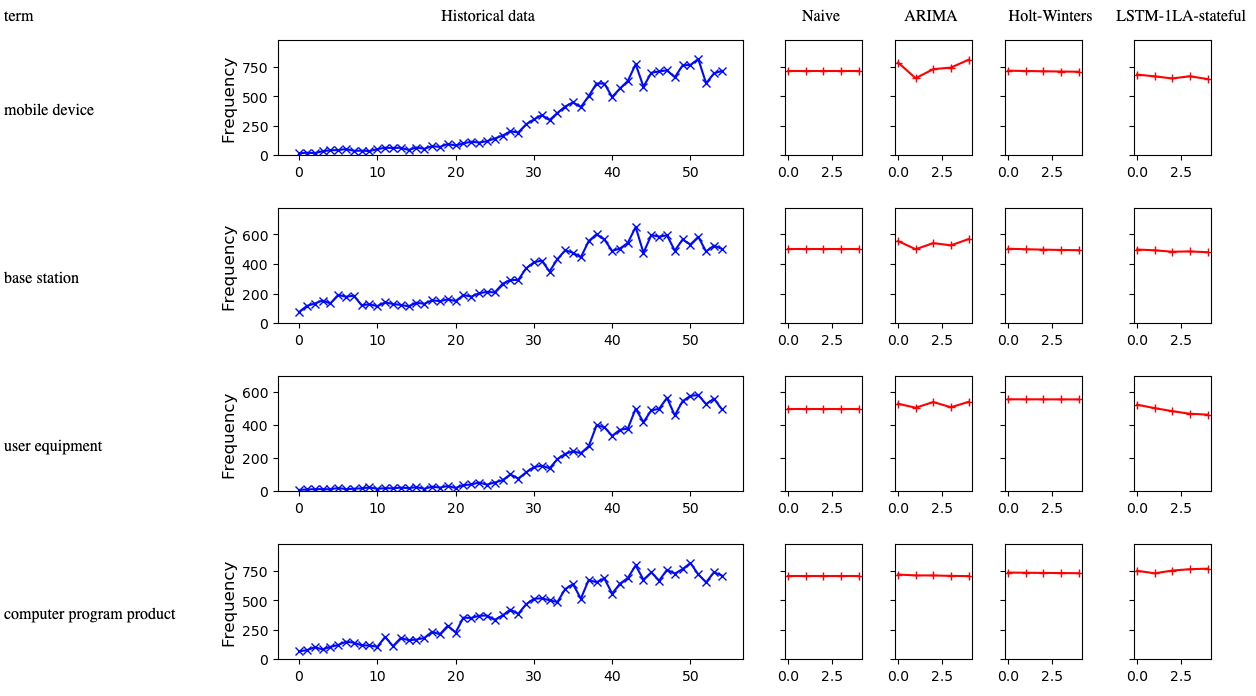 term Historical data Naive ARIMA Holt-Winters LSTM-1LA-stateful
mobile device
Frequency
750
500
250
0
0 10 20 30 40 50
0.0 2.5 0.0 2.5 0.0 2.5 0.0 2.5
base station
Frequency
600
400
200
0
0 10 20 30 40 50
0.0 2.5 0.0 2.5 0.0 2.5 0.0 2.5
user equipment
Frequency
600
400
200
0
0 10 20 30 40 50
0.0 2.5 0.0 2.5 0.0 2.5 0.0 2.5
computer program product
Frequency
750
500
250
0
0 10 20 30 40 50
0.0 2.5 0.0 2.5 0.0 2.5 0.0 2.5